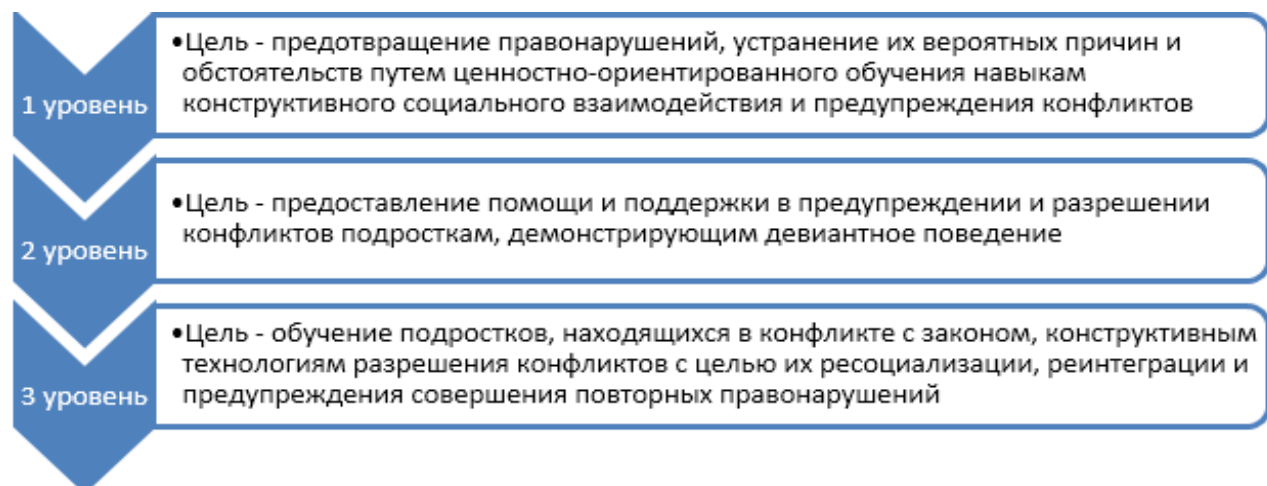 1 уровень
•Цель - предотвращение правонарушений, устранение их вероятных причин и
обстоятельств путем ценностно-ориентированного обучения навыкам
конструктивного социального взаимодействия и предупреждения конфликтов
2 уровень
•Цель - предоставление помощи и поддержки в предупреждении и разрешении
конфликтов подросткам, демонстрирующим девиантное поведение
3 уровень
•Цель - обучение подростков, находящихся в конфликте с законом, конструктивным
технологиям разрешения конфликтов с целью их ресоциализации, реинтеграции и
предупреждения совершения повторных правонарушений